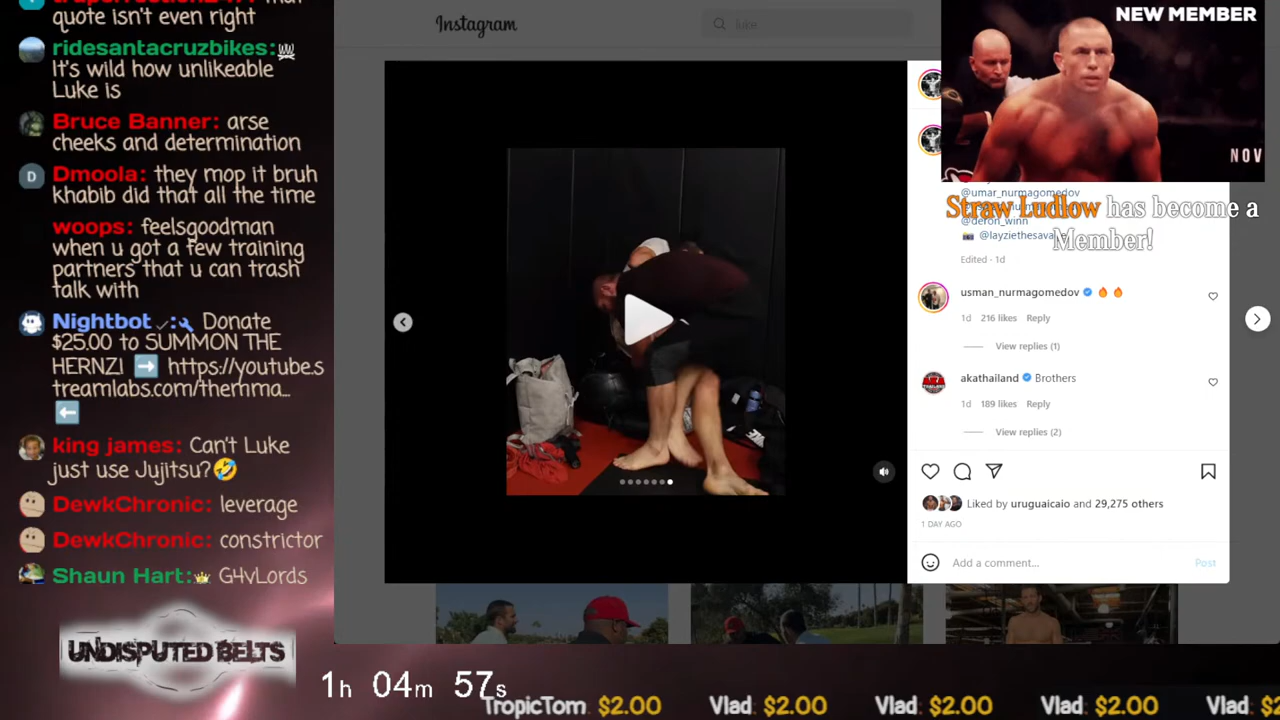 quote isn't even right
ridesantacruzbikes:
It's wild how unlikeable
Luke is
Bruce Banner: arse
cheeks and determination
Dmoola: they mop it bruh
khabib did that all the time
woops: feelsgoodman
when u got a few training
partners that u can trash
talk with
Nightbot : Donate
$25.00 to SUMMON THE
HERNZI ➡️ https://youtube.s
treamlabs.com/themma...
⬅️
king james: Can't Luke
just use Jujitsu?🤣
DewkChronic: leverage
DewkChronic: constrictor
Shaun Hart: G4vLords
UNDISPUTED BELTS
1h 04m 57s
Instagram
luke
NEW MEMBER
NOV
@umar_nurmagomedov
Straw Ludlow has become a
Member!
@deron_winn
📸 @layziethesava
Edited · 1d
usman_nurmagomedov 🔥🔥
1d 216 likes Reply
View replies (1)
akathailand Brothers
1d 189 likes Reply
View replies (2)
Liked by uruguaicaio and 29,275 others
1 DAY AGO
Add a comment... Post
TropicTom $2.00 Vlad: $2.00 Vlad: $2.00 Vlad: $2.00 Vlad: $2